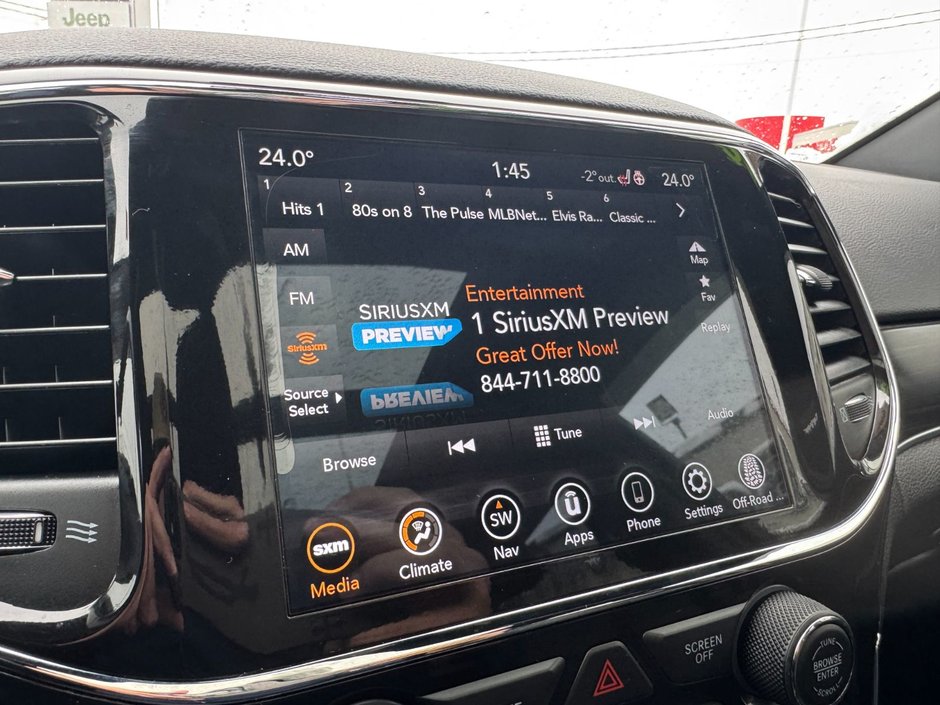 Jeep
24.0°
1:45
-2°out.
24.0°
1 2 3 4 5 6
Hits 1 80s on 8 The Pulse MLBNet... Elvis Ra... Classic ...
AM
FM
SiriusXM
Source
Select
SIRIUSXM
PREVIEW
Entertainment
1 SiriusXM Preview
Great Offer Now!
844-711-8800
Map
Fav
Replay
Audio
Browse
Tune
sxm
Media
Climate
SW
Nav
u
Apps
Phone
Settings
Off-Road ...
SCREEN
OFF
TUNE
BROWSE
ENTER
SCROLL